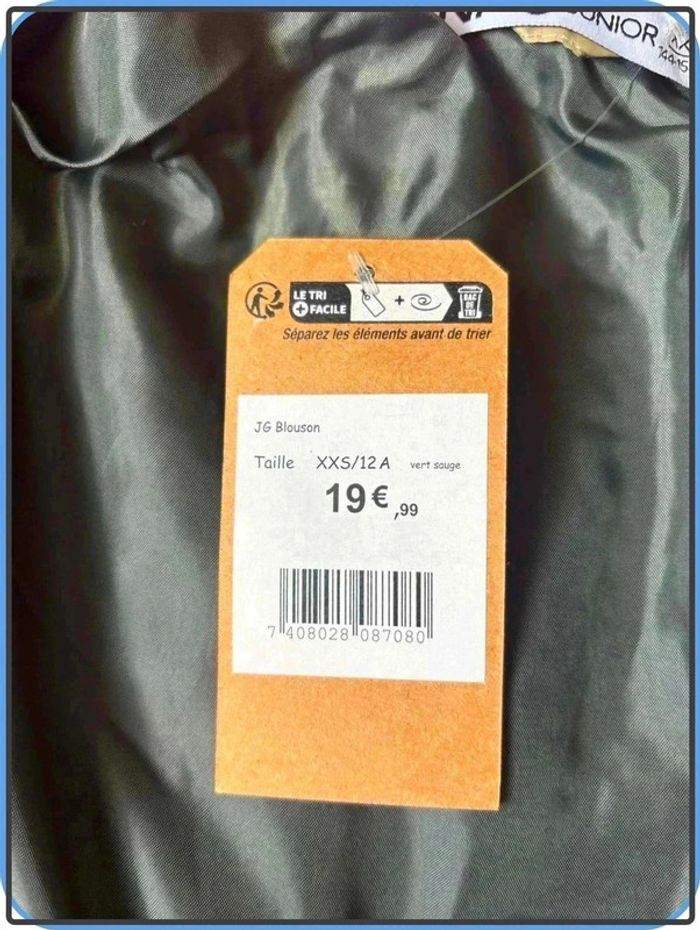 JUNIOR
LE TRI
+ FACILE
+
BAC
DE
TRI
Séparez les éléments avant de trier
JG Blouson
Taille XXS/12 A vert sauge
19 € ,99
7 408028 087080